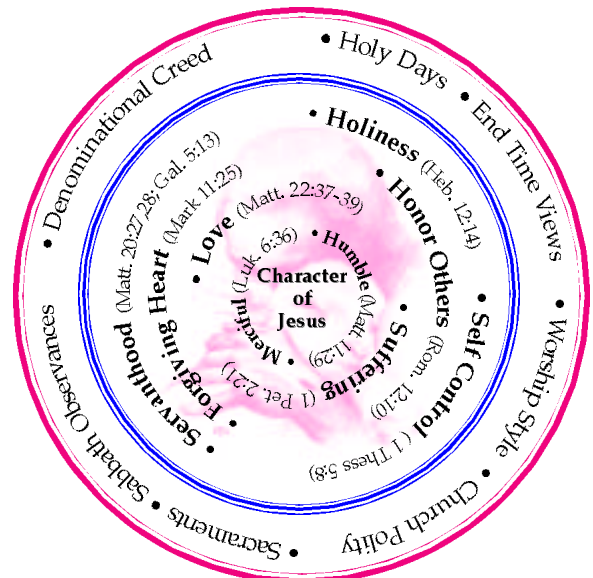 • Holy Days
• End Time Views
• Worship Style
• Church Polity
• Sacraments
• Sabbath Observances
• Denominational Creed
• Holiness (Heb. 12:14)
• Honor Others (Rom. 12:10)
• Self Control (1 Thess 5:8)
• Servanthood (Matt. 20:27,28; Gal. 5:13)
• Forgiving Heart (Mark 11:25)
• Love (Matt. 22:37-39)
• Suffering (1 Pet. 2:21)
• Merciful (Luk. 6:36)
• Humble (Matt. 11:29)
Character
of
Jesus